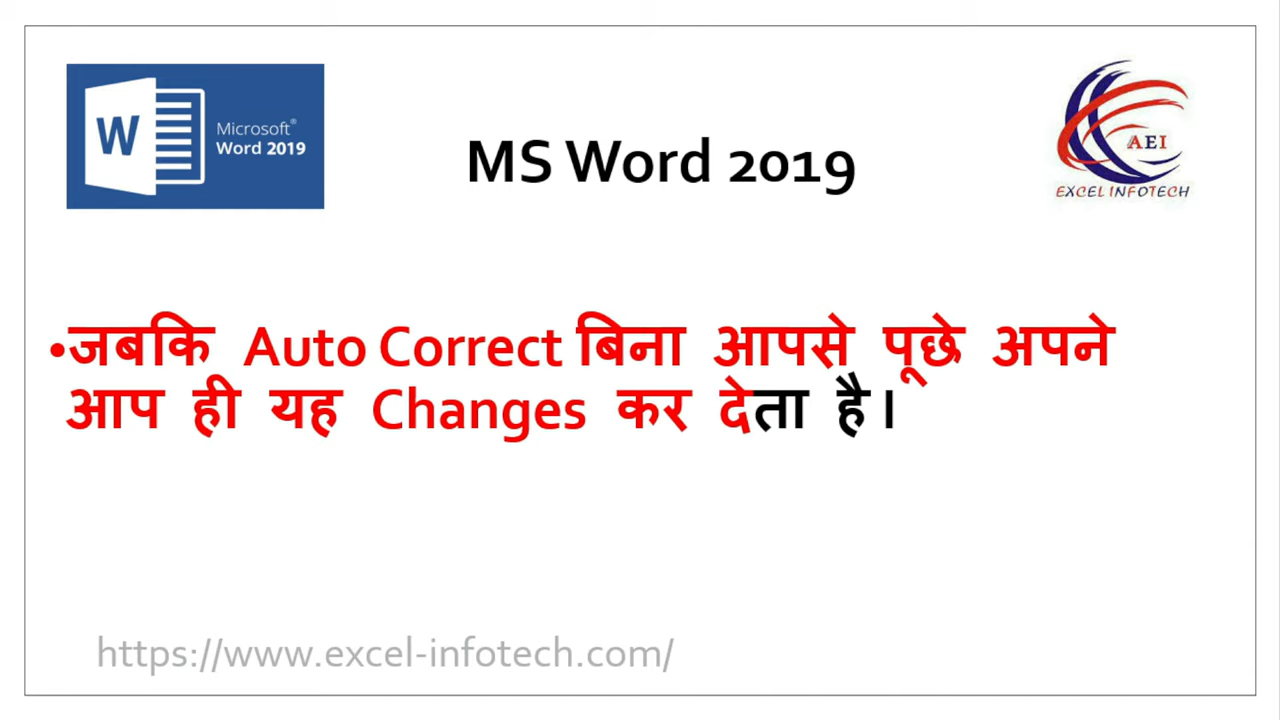 W
Microsoft®
Word 2019
MS Word 2019
AEI
EXCEL INFOTECH
•जबकि Auto Correct बिना आपसे पूछे अपने
आप ही यह Changes कर देता है।
https://www.excel-infotech.com/